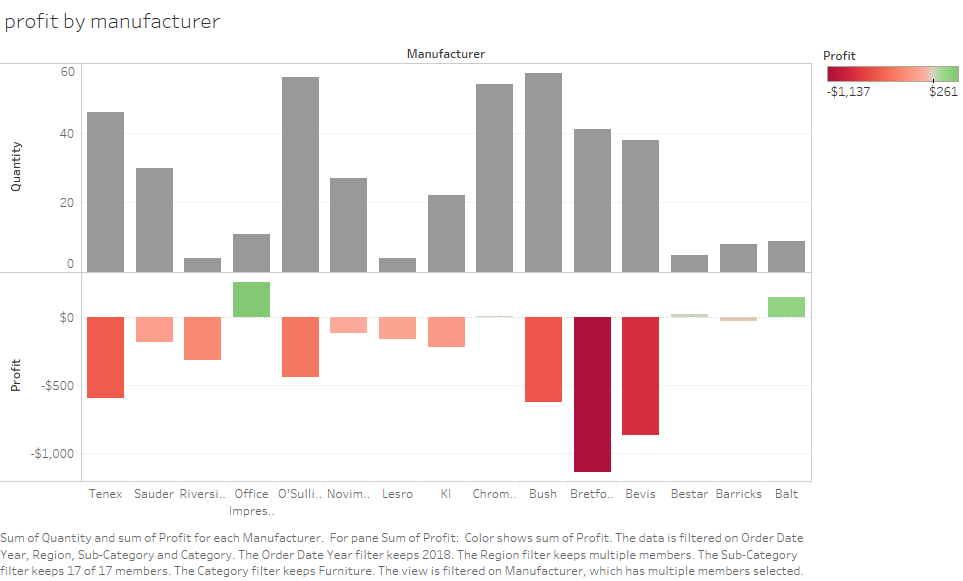 profit by manufacturer
Manufacturer
Profit
-$1,137 $261
Quantity
60
40
20
0
Profit
$0
-$500
-$1,000
Tenex Sauder Riversi.. Office Impres.. O'Sulli.. Novim.. Lesro KI Chrom.. Bush Bretfo.. Bevis Bestar Barricks Balt
Sum of Quantity and sum of Profit for each Manufacturer. For pane Sum of Profit: Color shows sum of Profit. The data is filtered on Order Date
Year, Region, Sub-Category and Category. The Order Date Year filter keeps 2018. The Region filter keeps multiple members. The Sub-Category
filter keeps 17 of 17 members. The Category filter keeps Furniture. The view is filtered on Manufacturer, which has multiple members selected.